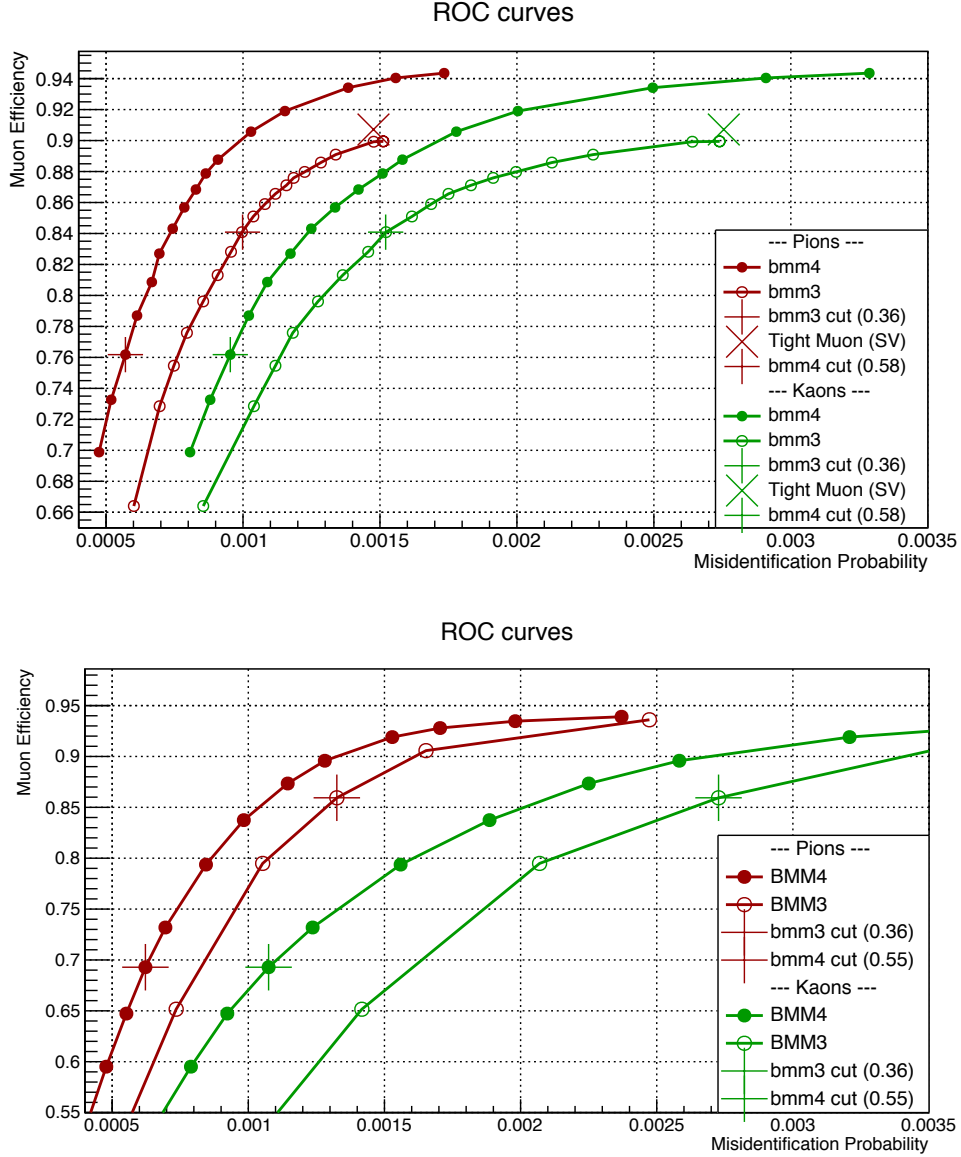 ROC curves
Muon Efficiency
0.94
0.92
0.9
0.88
0.86
0.84
0.82
0.8
0.78
0.76
0.74
0.72
0.7
0.68
0.66
--- Pions ---
bmm4
bmm3
bmm3 cut (0.36)
Tight Muon (SV)
bmm4 cut (0.58)
--- Kaons ---
bmm4
bmm3
bmm3 cut (0.36)
Tight Muon (SV)
bmm4 cut (0.58)
0.0005 0.001 0.0015 0.002 0.0025 0.003 0.0035
Misidentification Probability
ROC curves
Muon Efficiency
0.95
0.9
0.85
0.8
0.75
0.7
0.65
0.6
0.55
--- Pions ---
BMM4
BMM3
bmm3 cut (0.36)
bmm4 cut (0.55)
--- Kaons ---
BMM4
BMM3
bmm3 cut (0.36)
bmm4 cut (0.55)
0.0005 0.001 0.0015 0.002 0.0025 0.003 0.0035
Misidentification Probability